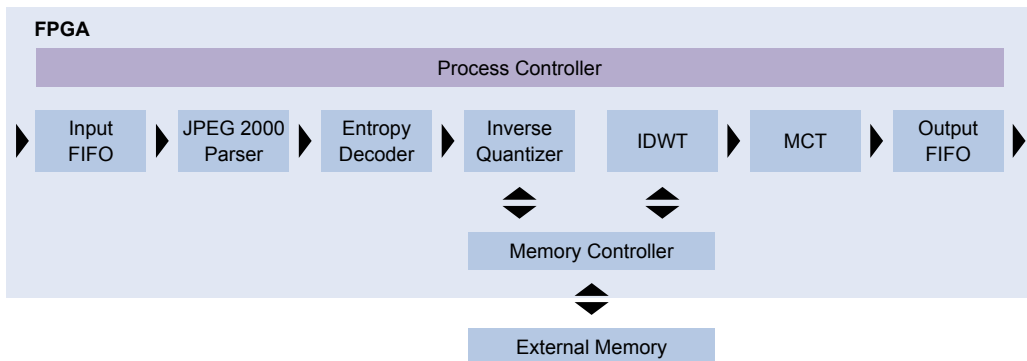 FPGA
Process Controller
Input
FIFO
JPEG 2000
Parser
Entropy
Decoder
Inverse
Quantizer
IDWT
MCT
Output
FIFO
Memory Controller
External Memory